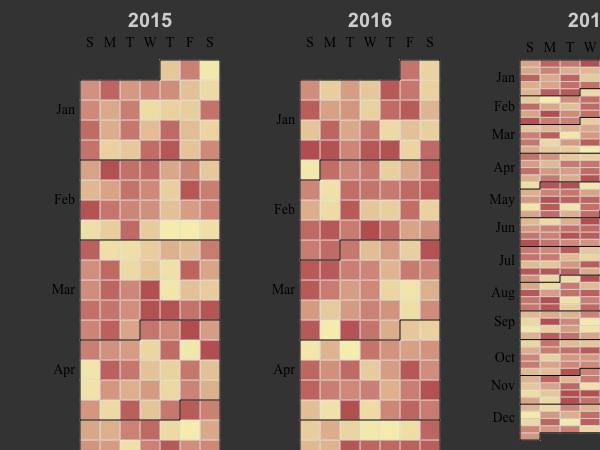 2015
S M T W T F S
Jan
Feb
Mar
Apr
2016
S M T W T F S
Jan
Feb
Mar
Apr
201
S M T W
Jan
Feb
Mar
Apr
May
Jun
Jul
Aug
Sep
Oct
Nov
Dec